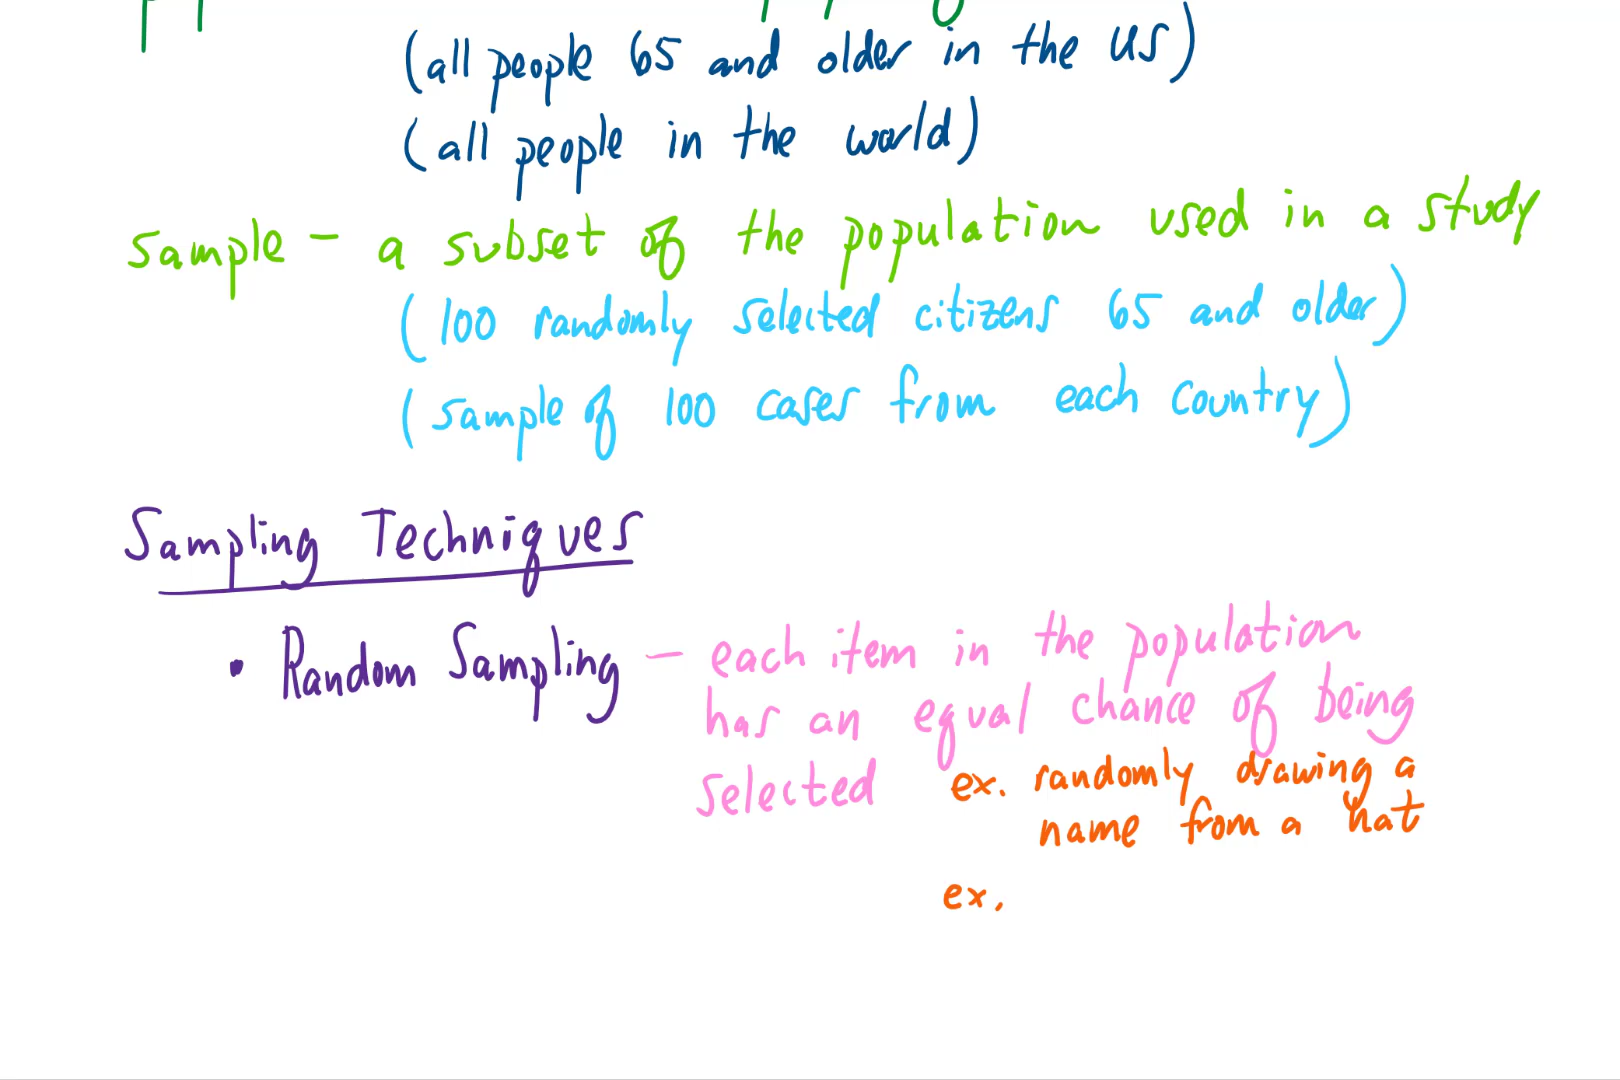 (all people 65 and older in the US)
(all people in the world)
sample - a subset of the population used in a study
(100 randomly selected citizens 65 and older)
(sample of 100 cases from each country)
Sampling Techniques
• Random Sampling - each item in the population
has an equal chance of being
selected ex. randomly drawing a
name from a hat
ex.